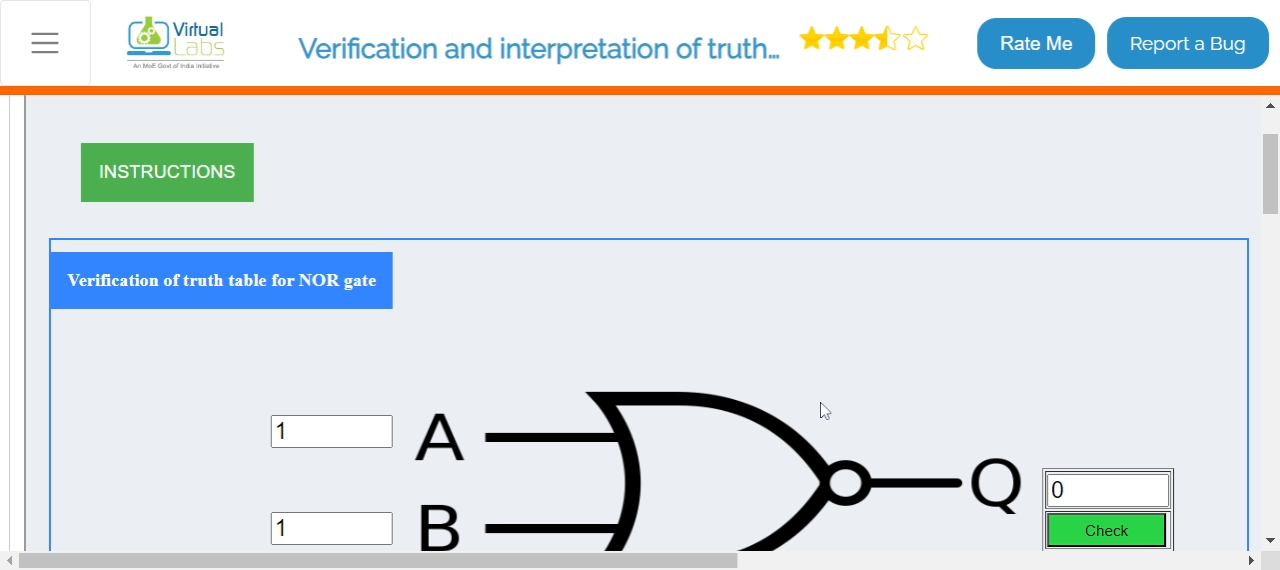 Virtual
Labs
An MoE Govt of India Initiative
Verification and interpretation of truth...
Rate Me
Report a Bug
INSTRUCTIONS
Verification of truth table for NOR gate
1
A
Q
0
1
B
Check